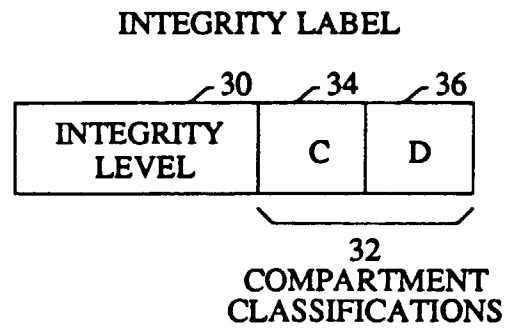 INTEGRITY LABEL
30 34 36
INTEGRITY LEVEL C D
32
COMPARTMENT
CLASSIFICATIONS